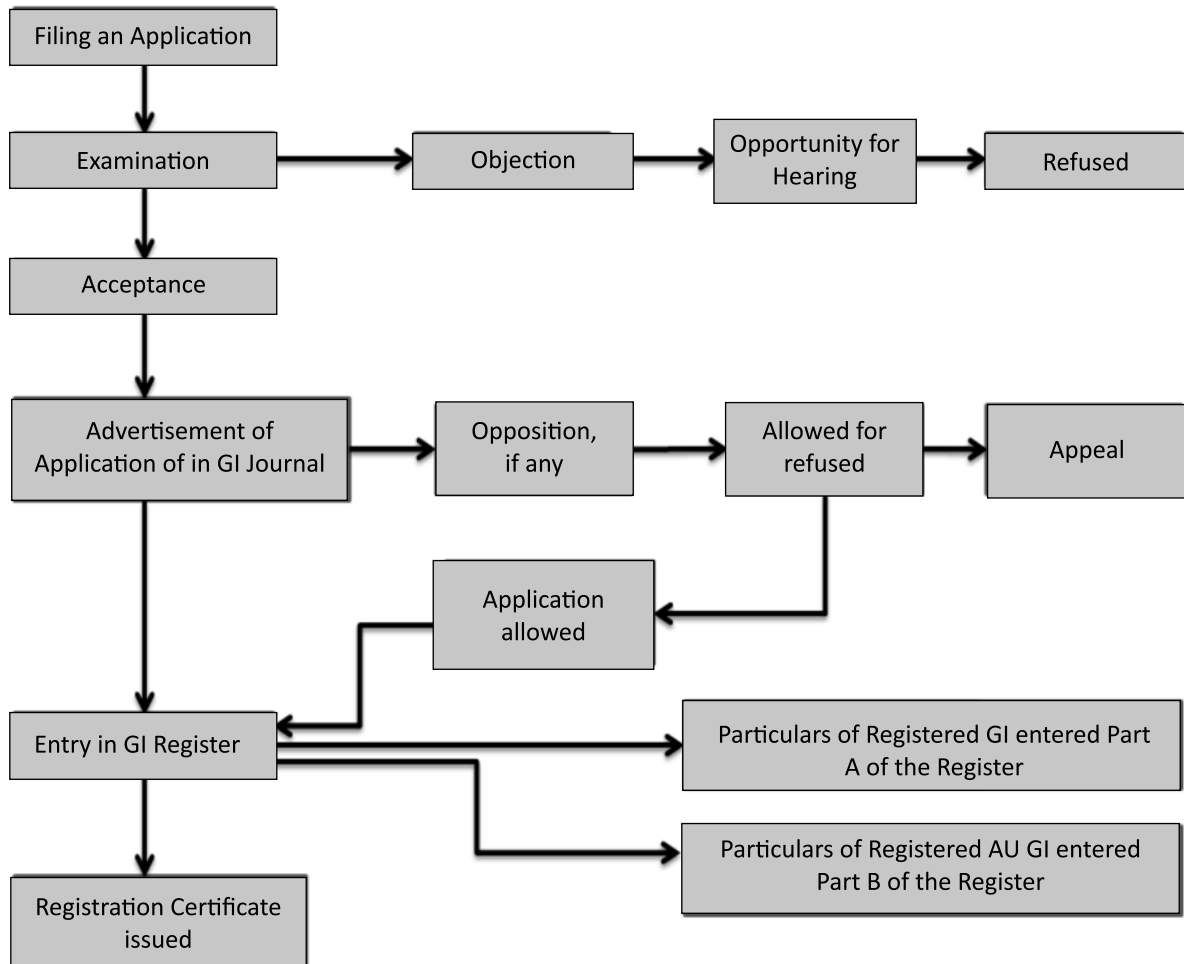 Filing an Application
Examination
Objection
Opportunity for
Hearing
Refused
Acceptance
Advertisement of
Application of in GI Journal
Opposition,
if any
Allowed for
refused
Appeal
Application
allowed
Entry in GI Register
Particulars of Registered GI entered Part
A of the Register
Particulars of Registered AU GI entered
Part B of the Register
Registration Certificate
issued